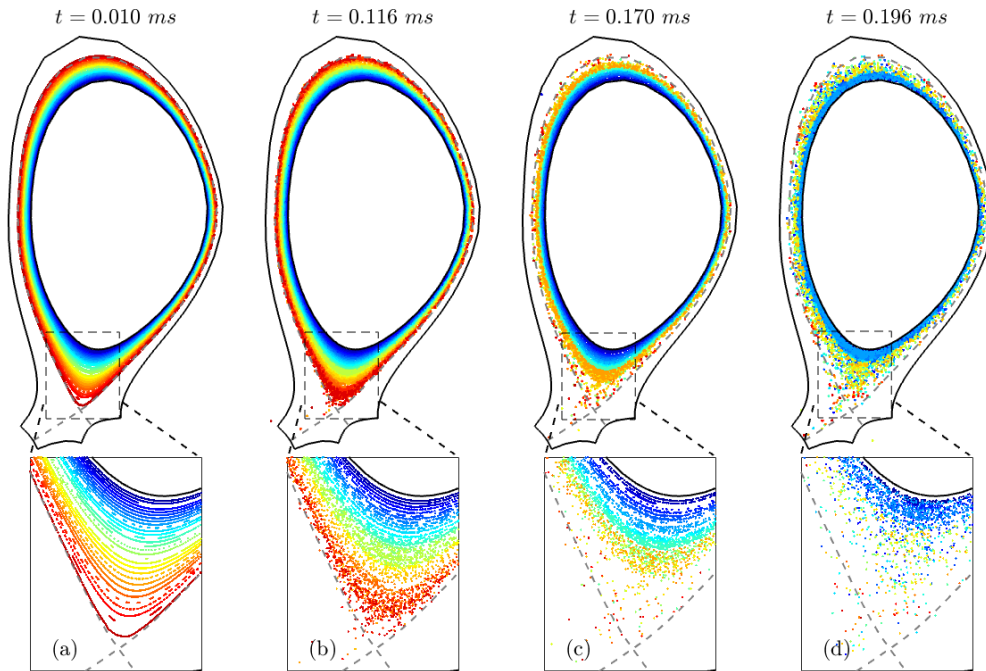 t = 0.010 ms
t = 0.116 ms
t = 0.170 ms
t = 0.196 ms
(a)
(b)
(c)
(d)